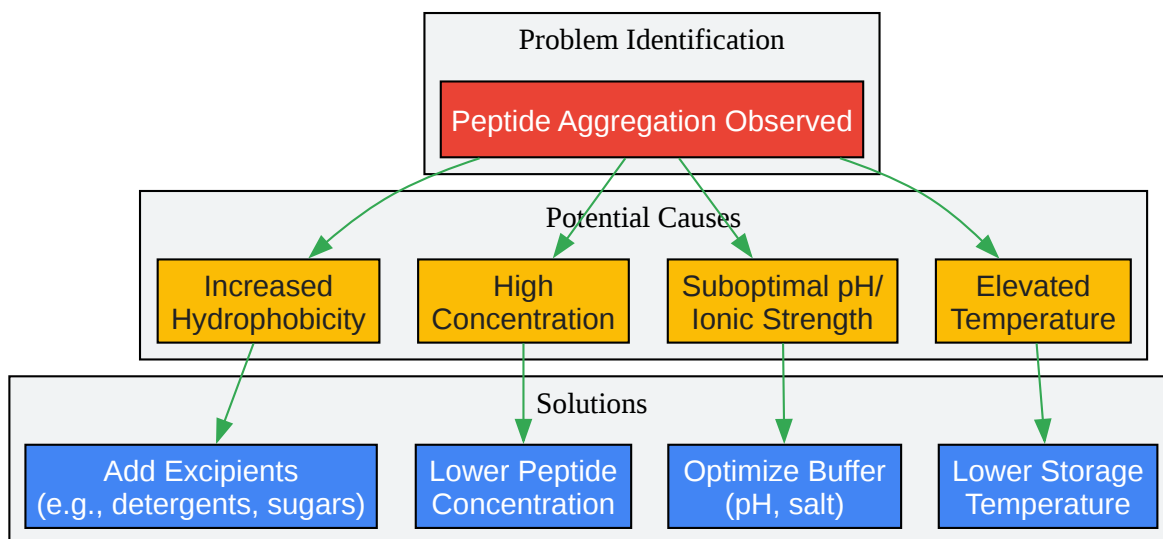 Problem Identification
Peptide Aggregation Observed
Potential Causes
Increased
Hydrophobicity
High
Concentration
Suboptimal pH/
Ionic Strength
Elevated
Temperature
Solutions
Add Excipients
(e.g., detergents, sugars)
Lower Peptide
Concentration
Optimize Buffer
(pH, salt)
Lower Storage
Temperature